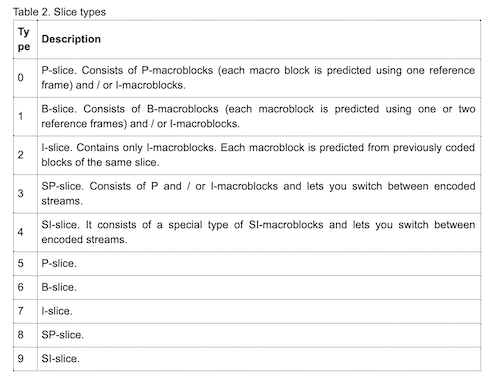 Table 2. Slice types
Ty
pe
Description
0
P-slice. Consists of P-macroblocks (each macro block is predicted using one reference
frame) and / or I-macroblocks.
1
B-slice. Consists of B-macroblocks (each macroblock is predicted using one or two
reference frames) and / or I-macroblocks.
2
I-slice. Contains only I-macroblocks. Each macroblock is predicted from previously coded
blocks of the same slice.
3
SP-slice. Consists of P and / or I-macroblocks and lets you switch between encoded
streams.
4
SI-slice. It consists of a special type of SI-macroblocks and lets you switch between
encoded streams.
5
P-slice.
6
B-slice.
7
I-slice.
8
SP-slice.
9
SI-slice.